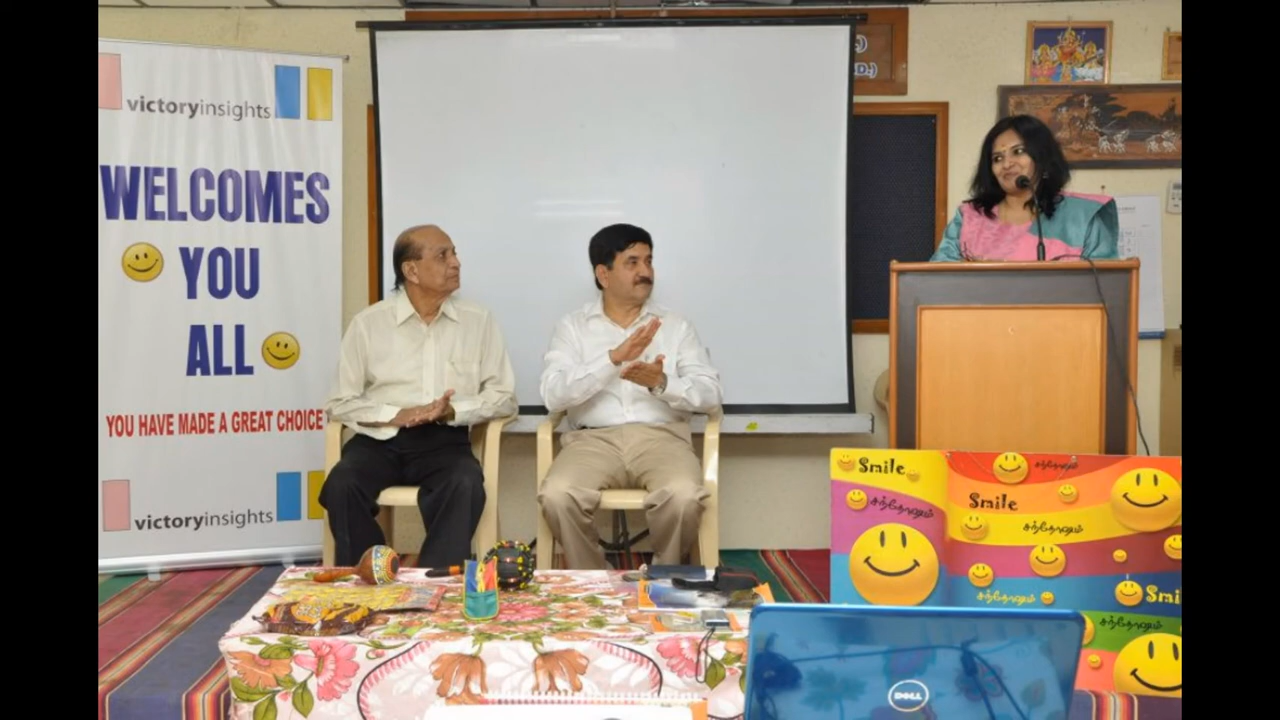 victoryinsights
WELCOMES
YOU
ALL
YOU HAVE MADE A GREAT CHOICE
victoryinsights
.)
D.)
Smile
சந்தோஷம்
Smile
சந்தோஷம்
சந்தோஷம்
Smi
சந்தோஷம்
சந்தோஷம்
DELL